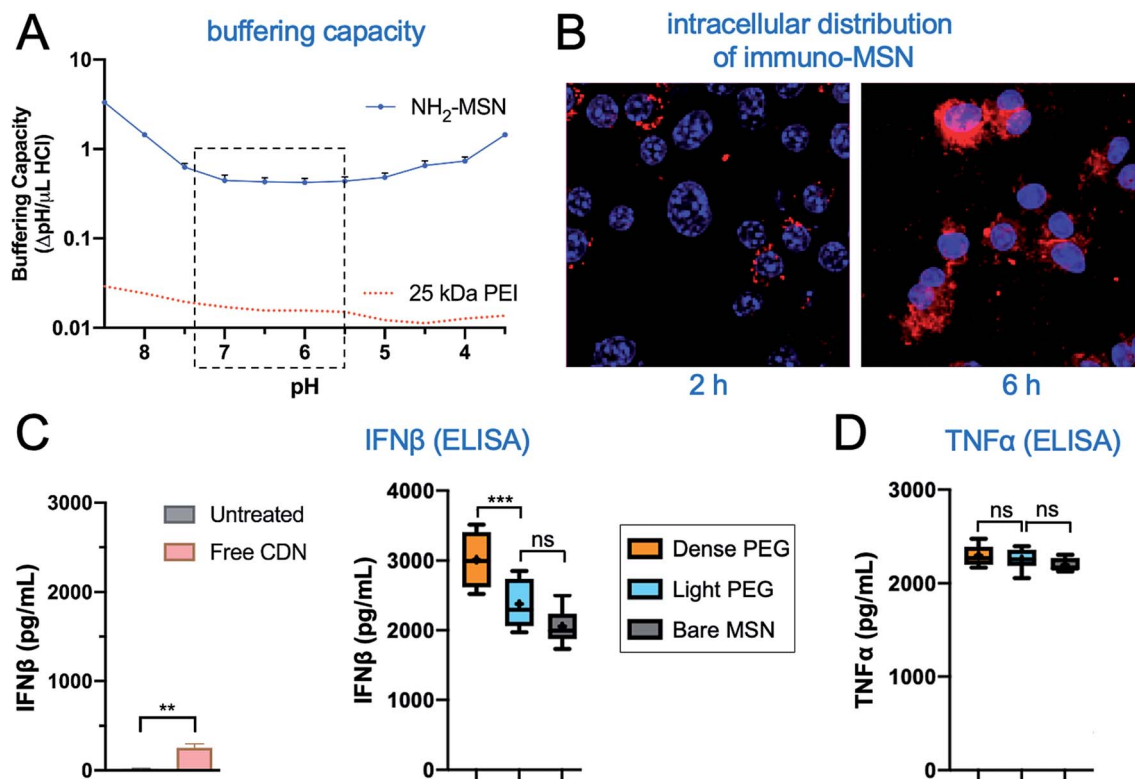 A
buffering capacity
10
1
0.1
0.01
Buffering Capacity
(ΔpH/μL HCl)
NH₂-MSN
25 kDa PEI
8
7
6
5
4
pH
B
intracellular distribution
of immuno-MSN
2 h
6 h
C
IFNβ (ELISA)
3000
2000
1000
0
IFNβ (pg/mL)
Untreated
Free CDN
**
4000
3000
2000
1000
0
IFNβ (pg/mL)
***
ns
Dense PEG
Light PEG
Bare MSN
D
TNFα (ELISA)
3000
2000
1000
0
TNFα (pg/mL)
ns
ns